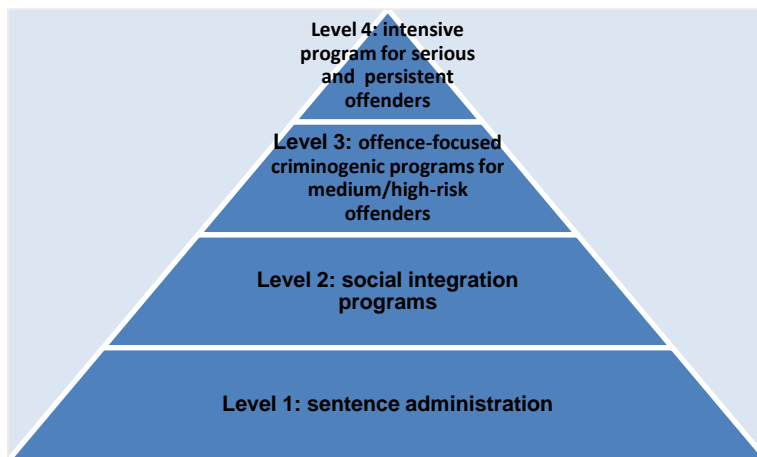 Level 4: intensive
program for serious
and persistent
offenders
Level 3: offence-focused
criminogenic programs for
medium/high-risk
offenders
Level 2: social integration
programs
Level 1: sentence administration